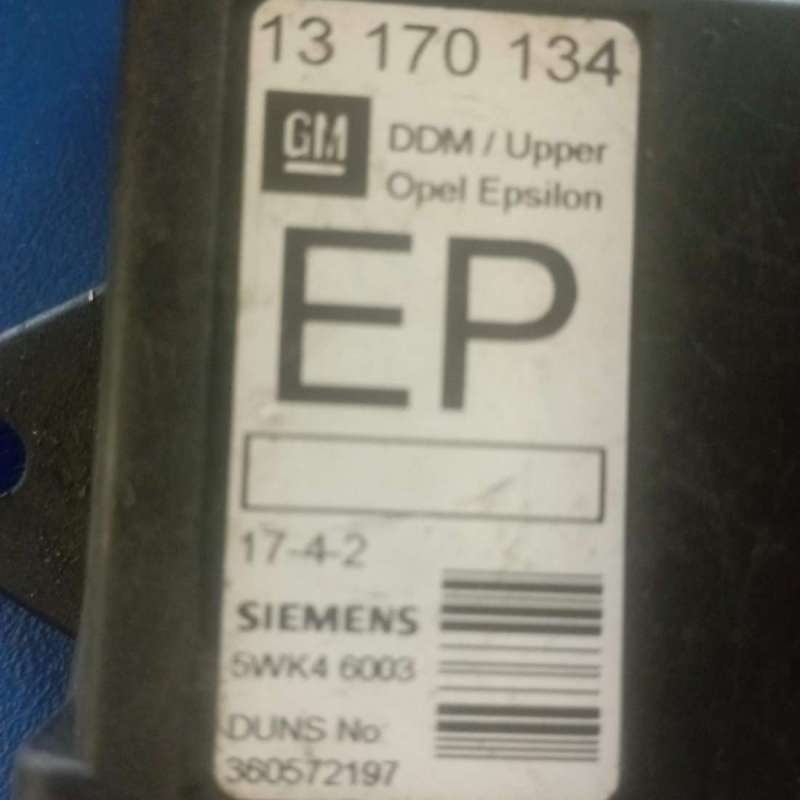 13 170 134
GM
DDM / Upper
Opel Epsilon
EP
17-4-2
SIEMENS
5WK4 6003
DUNS No:
360572197